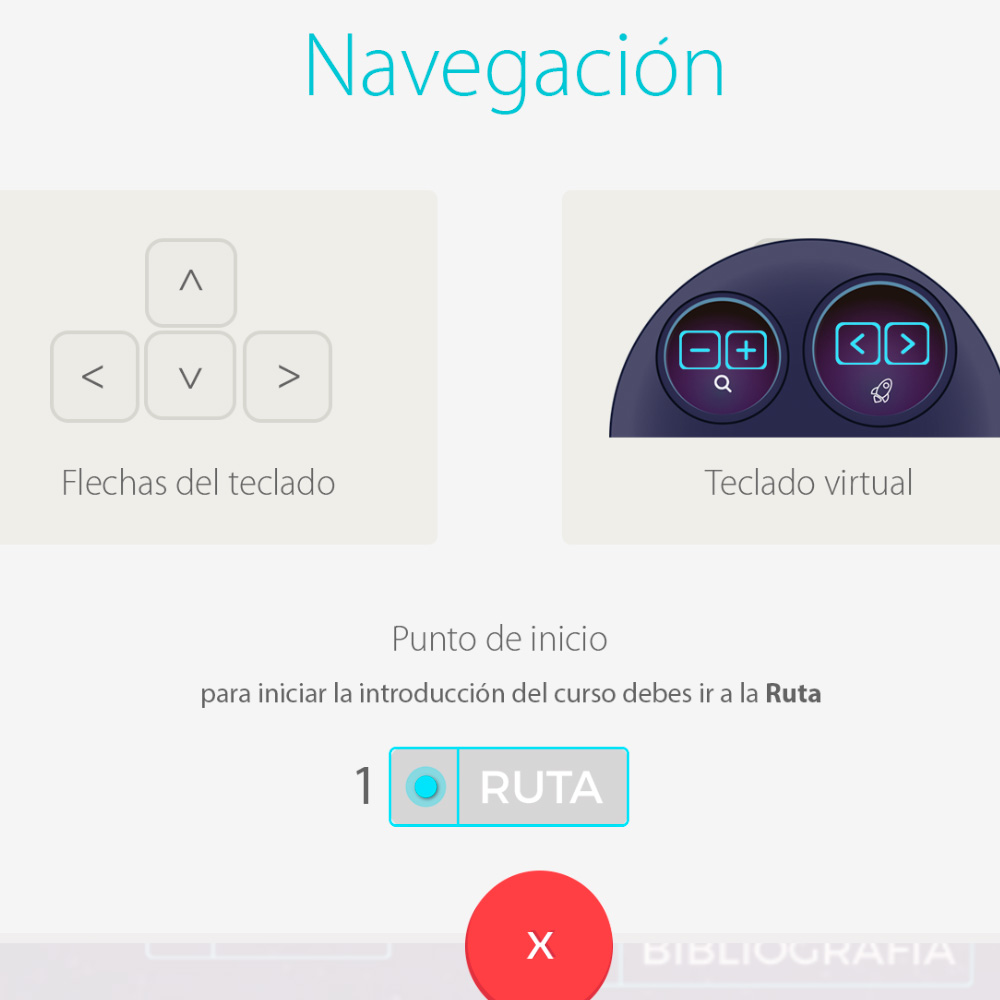 Navegación
Flechas del teclado
Teclado virtual
Punto de inicio
para iniciar la introducción del curso debes ir a la Ruta
1 RUTA
X
BIBLIOGRAFÍA